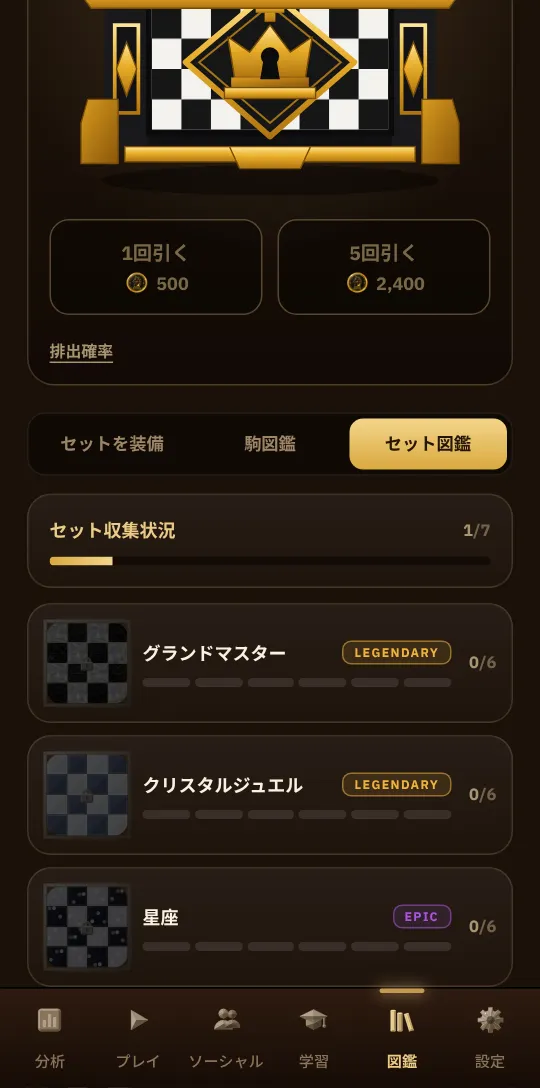 1回引く
500
5回引く
2,400
排出確率
セットを装備
駒図鑑
セット図鑑
セット収集状況
1/7
グランドマスター
LEGENDARY
0/6
クリスタルジュエル
LEGENDARY
0/6
星座
EPIC
0/6
分析
プレイ
ソーシャル
学習
図鑑
設定